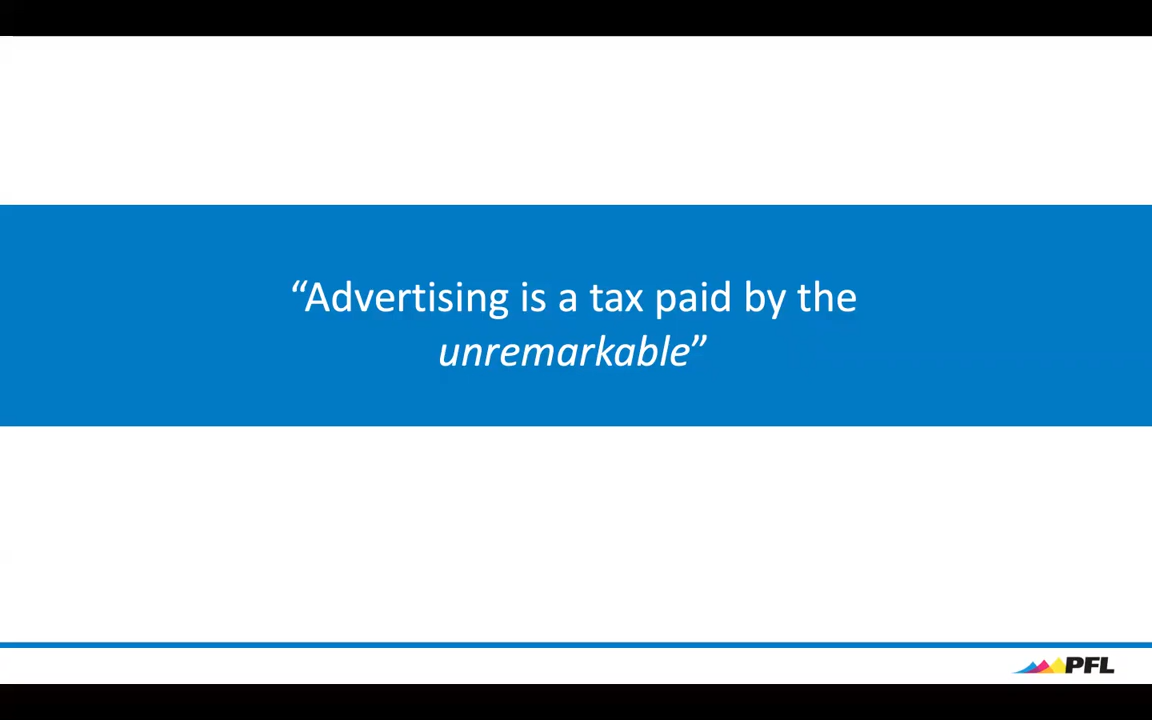 “Advertising is a tax paid by the
unremarkable”
PFL